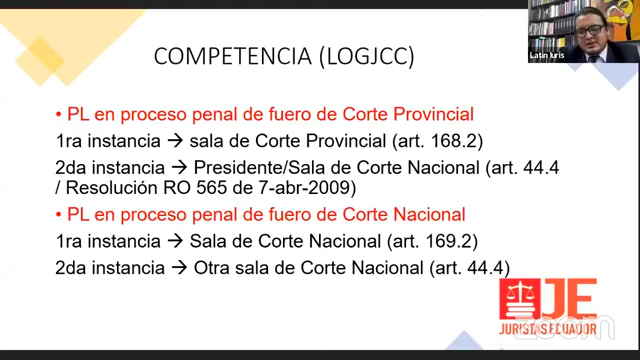 Latin Iuris
COMPETENCIA (LOGJCC)
• PL en proceso penal de fuero de Corte Provincial
1ra instancia → sala de Corte Provincial (art. 168.2)
2da instancia → Presidente/Sala de Corte Nacional (art. 44.4
/ Resolución RO 565 de 7-abr-2009)
• PL en proceso penal de fuero de Corte Nacional
1ra instancia → Sala de Corte Nacional (art. 169.2)
2da instancia → Otra sala de Corte Nacional (art. 44.4)
JE
JURISTAS ECUADOR
zoom